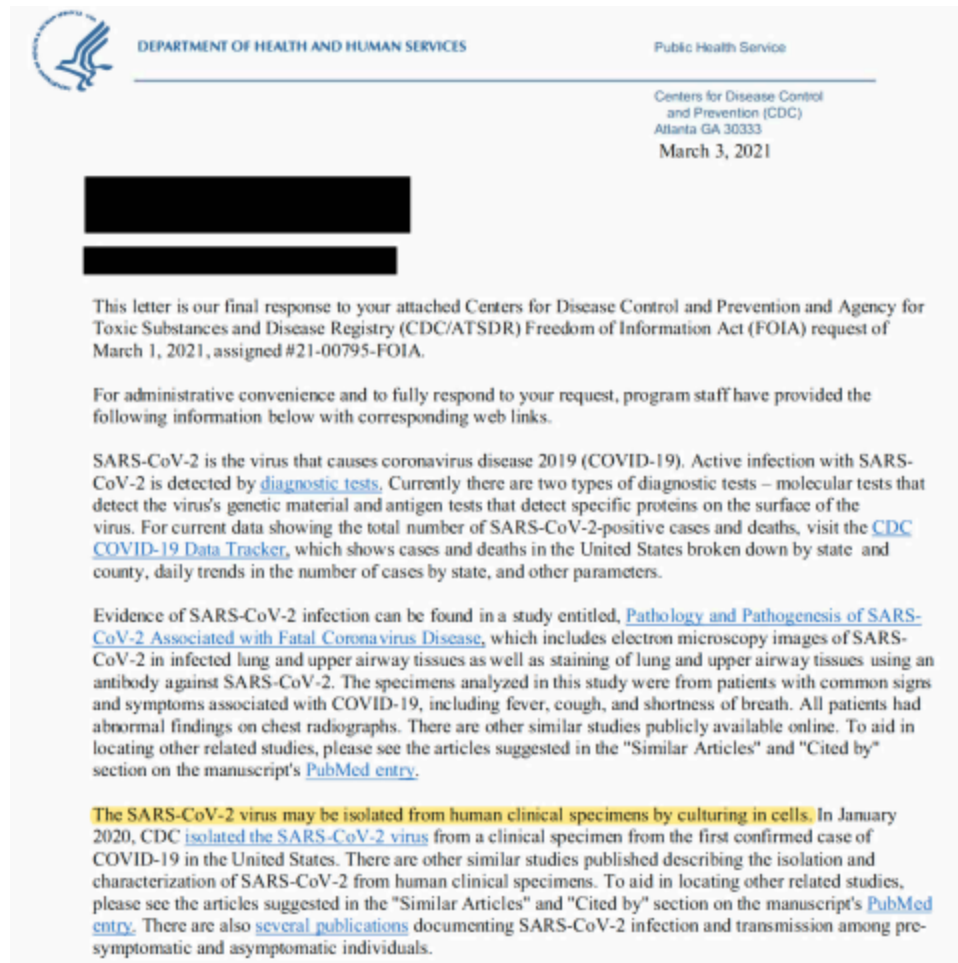 DEPARTMENT OF HEALTH AND HUMAN SERVICES
Public Health Service
Centers for Disease Control
and Prevention (CDC)
Atlanta GA 30333
March 3, 2021
This letter is our final response to your attached Centers for Disease Control and Prevention and Agency for
Toxic Substances and Disease Registry (CDC/ATSDR) Freedom of Information Act (FOIA) request of
March 1, 2021, assigned #21-00795-FOIA.
For administrative convenience and to fully respond to your request, program staff have provided the
following information below with corresponding web links.
SARS-CoV-2 is the virus that causes coronavirus disease 2019 (COVID-19). Active infection with SARS-
CoV-2 is detected by diagnostic tests. Currently there are two types of diagnostic tests – molecular tests that
detect the virus's genetic material and antigen tests that detect specific proteins on the surface of the
virus. For current data showing the total number of SARS-CoV-2-positive cases and deaths, visit the CDC
COVID-19 Data Tracker, which shows cases and deaths in the United States broken down by state and
county, daily trends in the number of cases by state, and other parameters.
Evidence of SARS-CoV-2 infection can be found in a study entitled, Pathology and Pathogenesis of SARS-
CoV-2 Associated with Fatal Coronavirus Disease, which includes electron microscopy images of SARS-
CoV-2 in infected lung and upper airway tissues as well as staining of lung and upper airway tissues using an
antibody against SARS-CoV-2. The specimens analyzed in this study were from patients with common signs
and symptoms associated with COVID-19, including fever, cough, and shortness of breath. All patients had
abnormal findings on chest radiographs. There are other similar studies publicly available online. To aid in
locating other related studies, please see the articles suggested in the "Similar Articles" and "Cited by"
section on the manuscript's PubMed entry.
The SARS-CoV-2 virus may be isolated from human clinical specimens by culturing in cells. In January
2020, CDC isolated the SARS-CoV-2 virus from a clinical specimen from the first confirmed case of
COVID-19 in the United States. There are other similar studies published describing the isolation and
characterization of SARS-CoV-2 from human clinical specimens. To aid in locating other related studies,
please see the articles suggested in the "Similar Articles" and "Cited by" section on the manuscript's PubMed
entry. There are also several publications documenting SARS-CoV-2 infection and transmission among pre-
symptomatic and asymptomatic individuals.